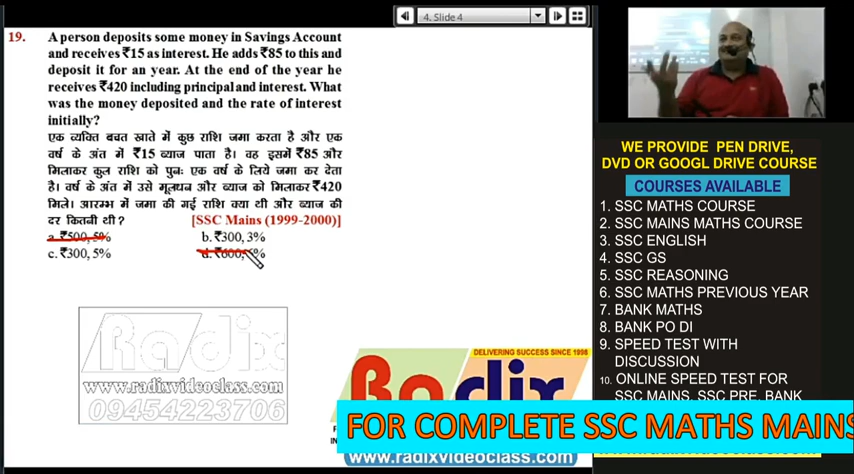 4. Slide 4
19. A person deposits some money in Savings Account
and receives ₹15 as interest. He adds ₹85 to this and
deposit it for an year. At the end of the year he
receives ₹420 including principal and interest. What
was the money deposited and the rate of interest
initially?
एक व्यक्ति बचत खाते में कुछ राशि जमा करता है और एक
वर्ष के अंत में ₹15 ब्याज पाता है। वह इसमें ₹85 और
मिलाकर कुल राशि को पुनः एक वर्ष के लिये जमा कर देता
है। वर्ष के अंत में उसे मूलधन और ब्याज को मिलाकर ₹420
मिले। आरम्भ में जमा की गई राशि क्या थी और ब्याज की
दर कितनी थी? [SSC Mains (1999-2000)]
a. ₹500, 5% b. ₹300, 3%
c. ₹300, 5% d. ₹600, %
Radix
www.radixvideoclass.com
09454223706
WE PROVIDE PEN DRIVE,
DVD OR GOOGL DRIVE COURSE
COURSES AVAILABLE
1. SSC MATHS COURSE
2. SSC MAINS MATHS COURSE
3. SSC ENGLISH
4. SSC GS
5. SSC REASONING
6. SSC MATHS PREVIOUS YEAR
7. BANK MATHS
8. BANK PO DI
9. SPEED TEST WITH
DISCUSSION
10. ONLINE SPEED TEST FOR
SSC MAINS, SSC PRE, BANK
DELIVERING SUCCESS SINCE 1998
Radix
FOR COMPLETE SSC MATHS MAINS
www.radixvideoclass.com